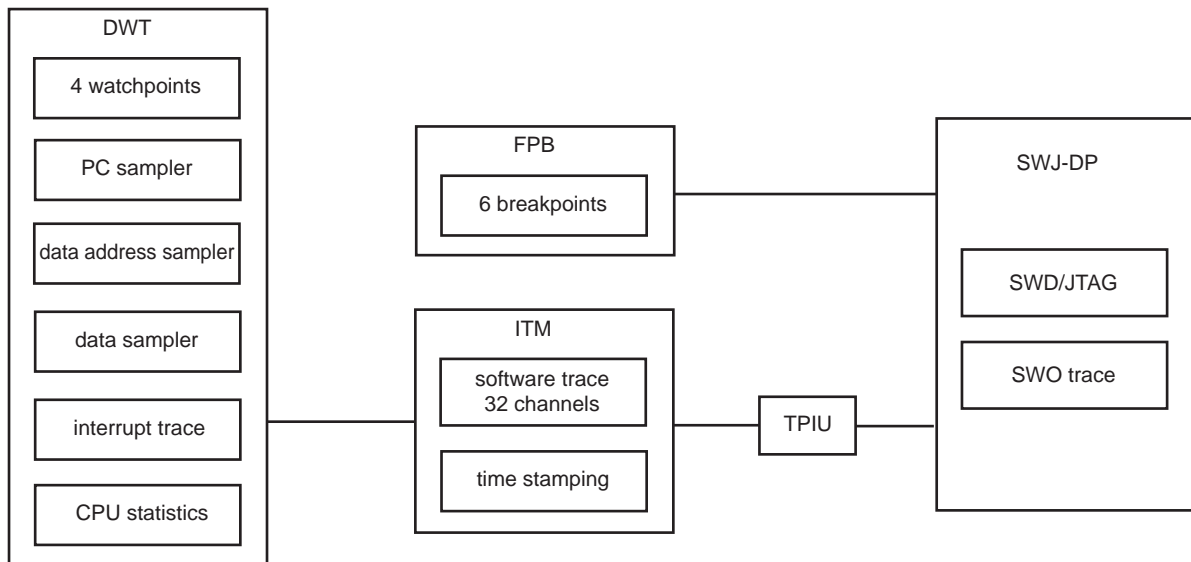 DWT
4 watchpoints
PC sampler
data address sampler
data sampler
interrupt trace
CPU statistics
FPB
6 breakpoints
ITM
software trace
32 channels
time stamping
TPIU
SWJ-DP
SWD/JTAG
SWO trace